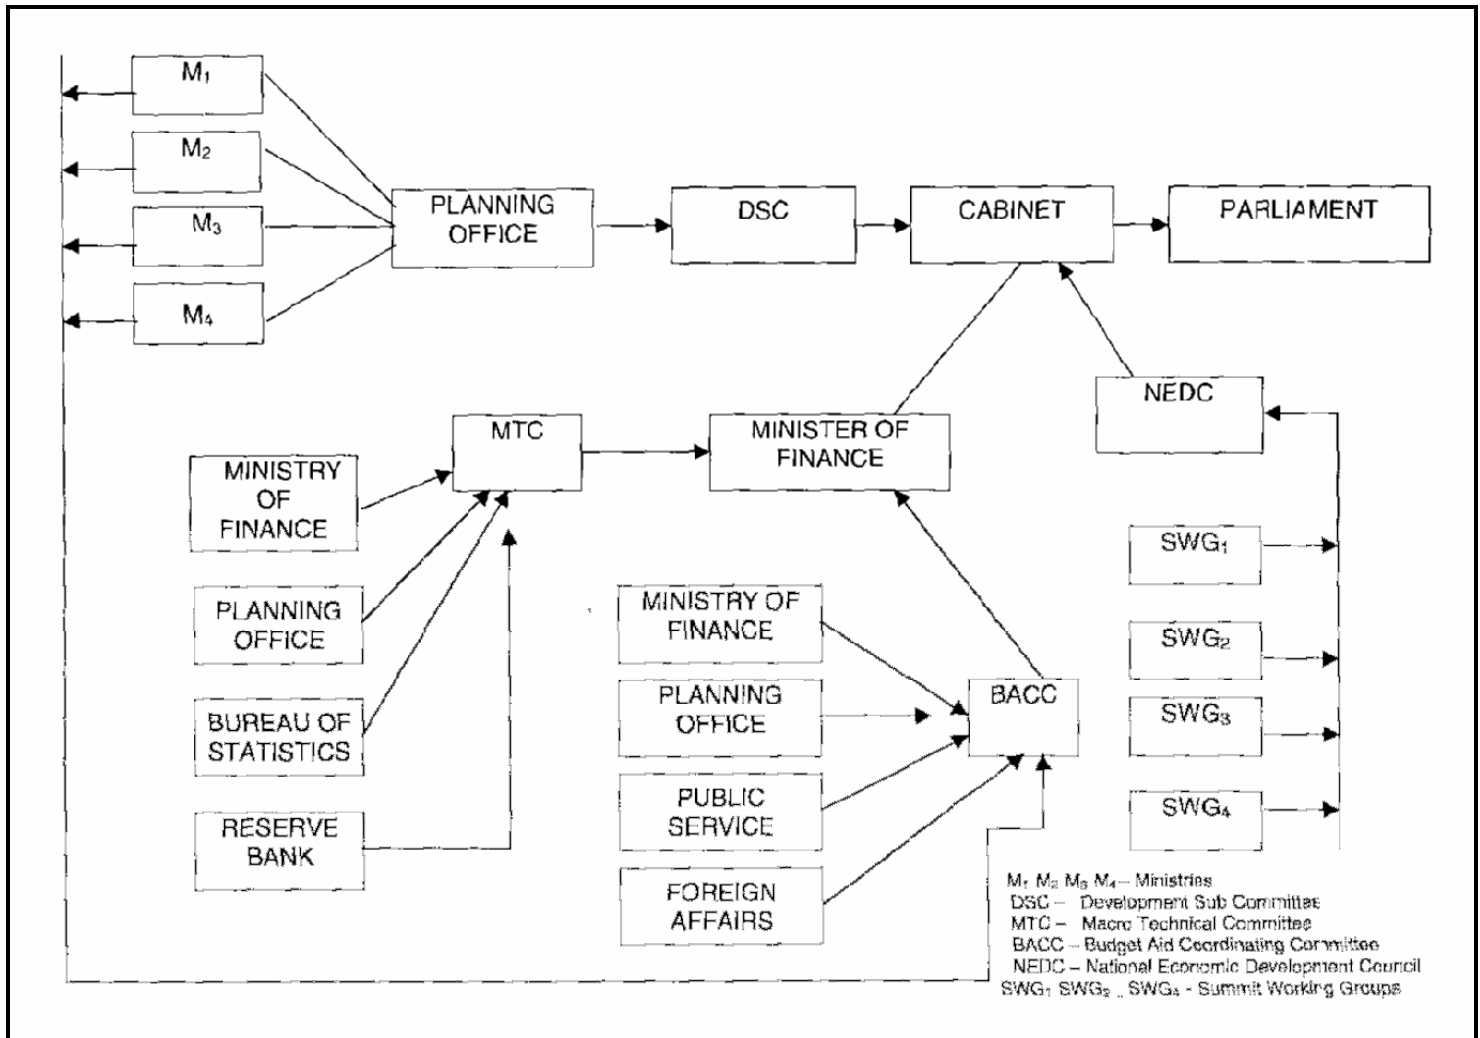 M₁
M₂
M₃
M₄
PLANNING
OFFICE
DSC
CABINET
PARLIAMENT
NEDC
MTC
MINISTER OF
FINANCE
MINISTRY
OF
FINANCE
PLANNING
OFFICE
BUREAU OF
STATISTICS
RESERVE
BANK
MINISTRY OF
FINANCE
PLANNING
OFFICE
PUBLIC
SERVICE
FOREIGN
AFFAIRS
BACC
SWG₁
SWG₂
SWG₃
SWG₄
M₁ M₂ M₃ M₄ – Ministries
DSC – Development Sub Committee
MTC – Macro Technical Committee
BACC – Budget Aid Coordinating Committee
NEDC – National Economic Development Council
SWG₁ SWG₂ .. SWG₄ - Summit Working Groups